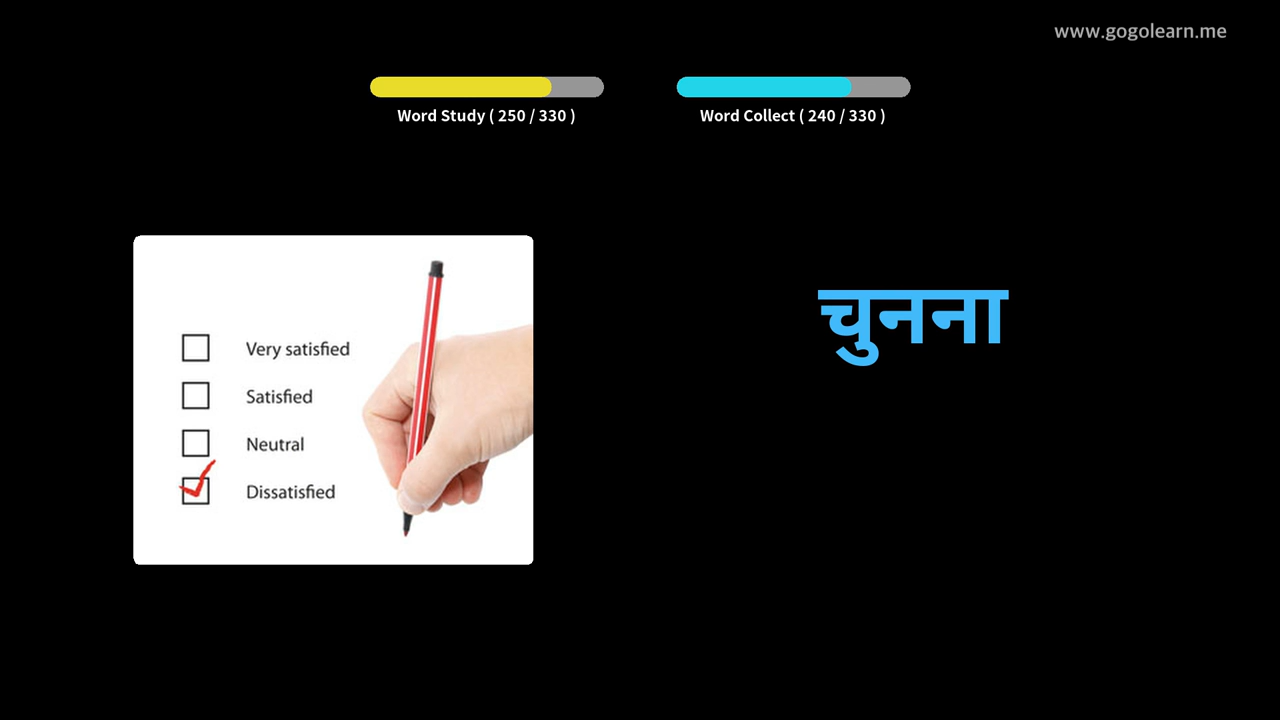 www.gogolearn.me
Word Study ( 250 / 330 )
Word Collect ( 240 / 330 )
Very satisfied
Satisfied
Neutral
Dissatisfied
चुनना